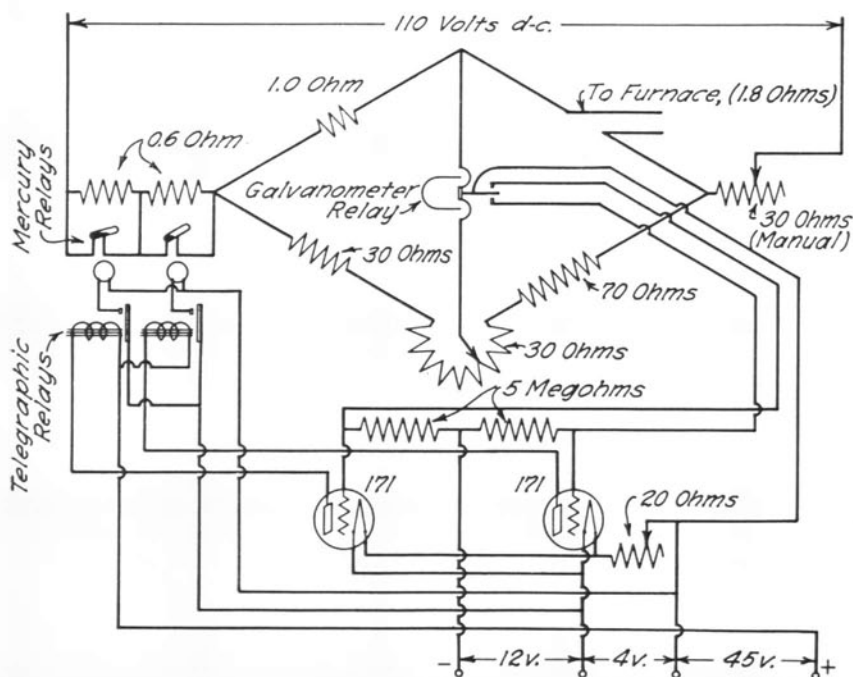 110 Volts d-c.
1.0 Ohm
To Furnace, (1.8 Ohms)
0.6 Ohm
Mercury
Relays
Galvanometer
Relay
30 Ohms
(Manual)
30 Ohms
70 Ohms
30 Ohms
Telegraphic
Relays
5 Megohms
171
171
20 Ohms
- 12v. 4v. 45v. +